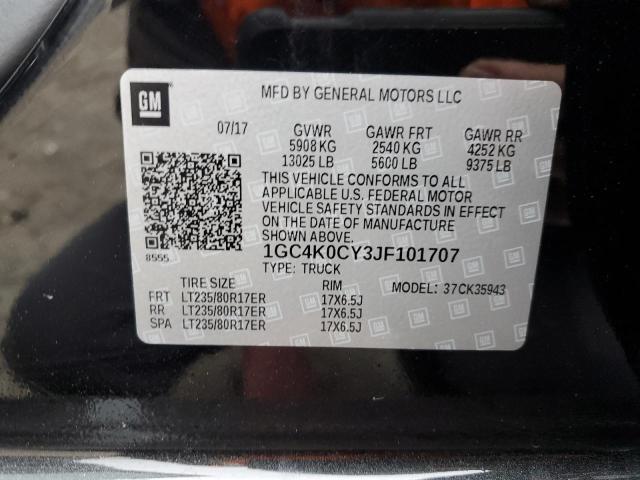 GM
MFD BY GENERAL MOTORS LLC
07/17 GVWR GAWR FRT GAWR RR
5908 KG 2540 KG 4252 KG
13025 LB 5600 LB 9375 LB
THIS VEHICLE CONFORMS TO ALL
APPLICABLE U.S. FEDERAL MOTOR
VEHICLE SAFETY STANDARDS IN EFFECT
ON THE DATE OF MANUFACTURE
SHOWN ABOVE.
8555 1GC4K0CY3JF101707
TYPE: TRUCK
TIRE SIZE RIM MODEL: 37CK35943
FRT LT235/80R17ER 17X6.5J
RR LT235/80R17ER 17X6.5J
SPA LT235/80R17ER 17X6.5J